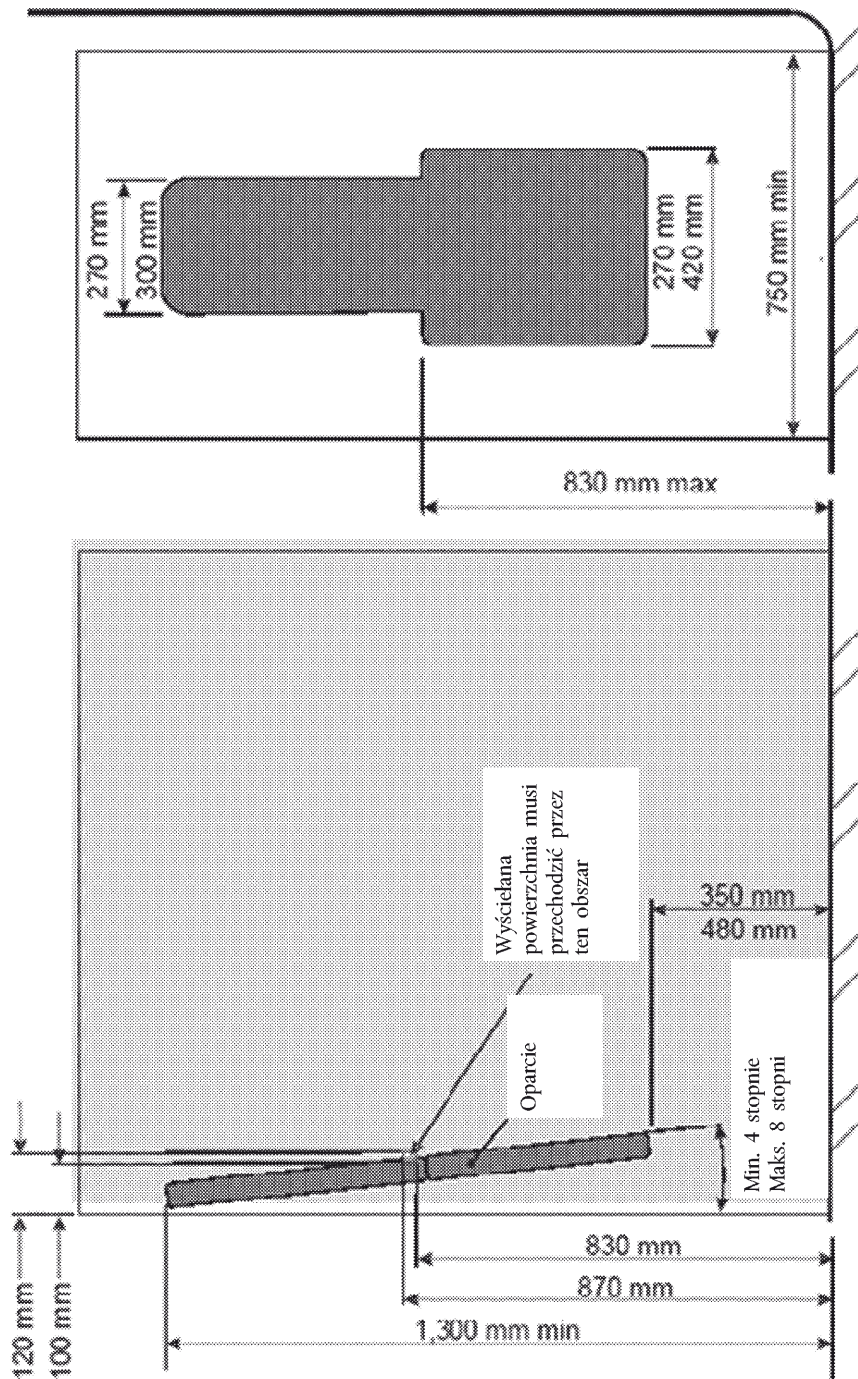 270 mm
300 mm
270 mm
420 mm
750 mm min
830 mm max
Wyściełana
powierzchnia musi
przechodzić przez
ten obszar
Oparcie
350 mm
480 mm
Min. 4 stopnie
Maks. 8 stopni
120 mm
100 mm
830 mm
870 mm
1,300 mm min